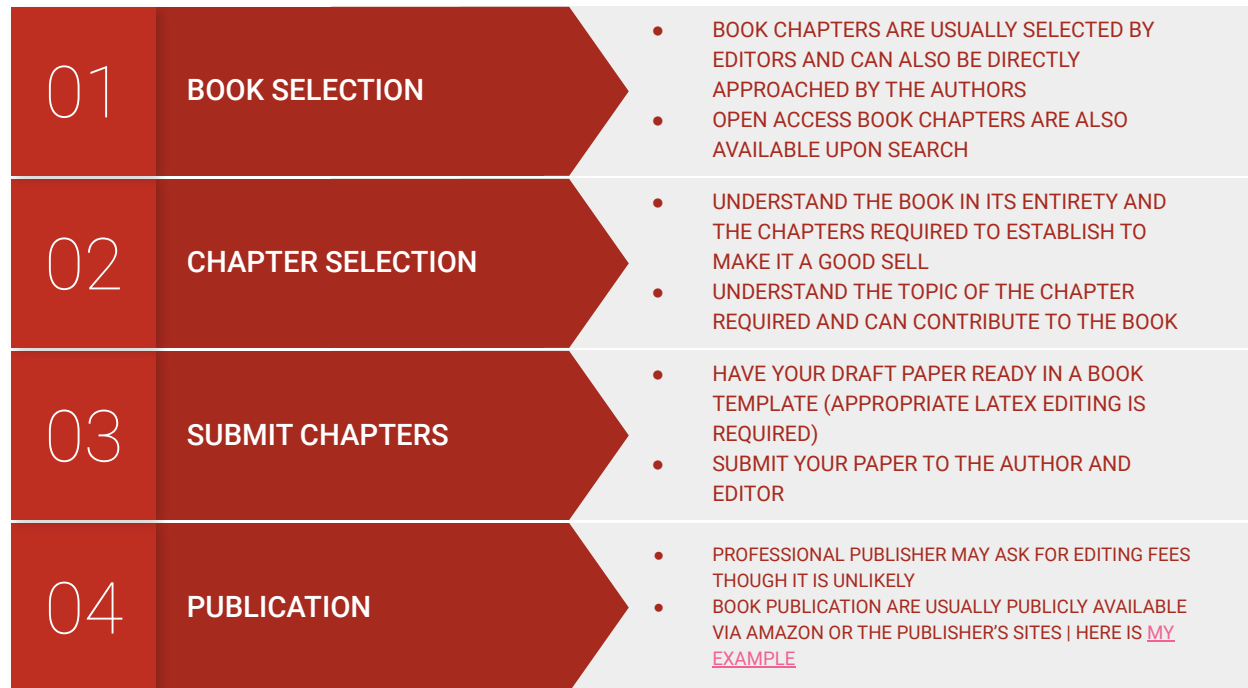 01
BOOK SELECTION
● BOOK CHAPTERS ARE USUALLY SELECTED BY
EDITORS AND CAN ALSO BE DIRECTLY
APPROACHED BY THE AUTHORS
● OPEN ACCESS BOOK CHAPTERS ARE ALSO
AVAILABLE UPON SEARCH
02
CHAPTER SELECTION
● UNDERSTAND THE BOOK IN ITS ENTIRETY AND
THE CHAPTERS REQUIRED TO ESTABLISH TO
MAKE IT A GOOD SELL
● UNDERSTAND THE TOPIC OF THE CHAPTER
REQUIRED AND CAN CONTRIBUTE TO THE BOOK
03
SUBMIT CHAPTERS
● HAVE YOUR DRAFT PAPER READY IN A BOOK
TEMPLATE (APPROPRIATE LATEX EDITING IS
REQUIRED)
● SUBMIT YOUR PAPER TO THE AUTHOR AND
EDITOR
04
PUBLICATION
● PROFESSIONAL PUBLISHER MAY ASK FOR EDITING FEES
THOUGH IT IS UNLIKELY
● BOOK PUBLICATION ARE USUALLY PUBLICLY AVAILABLE
VIA AMAZON OR THE PUBLISHER’S SITES | HERE IS MY
EXAMPLE